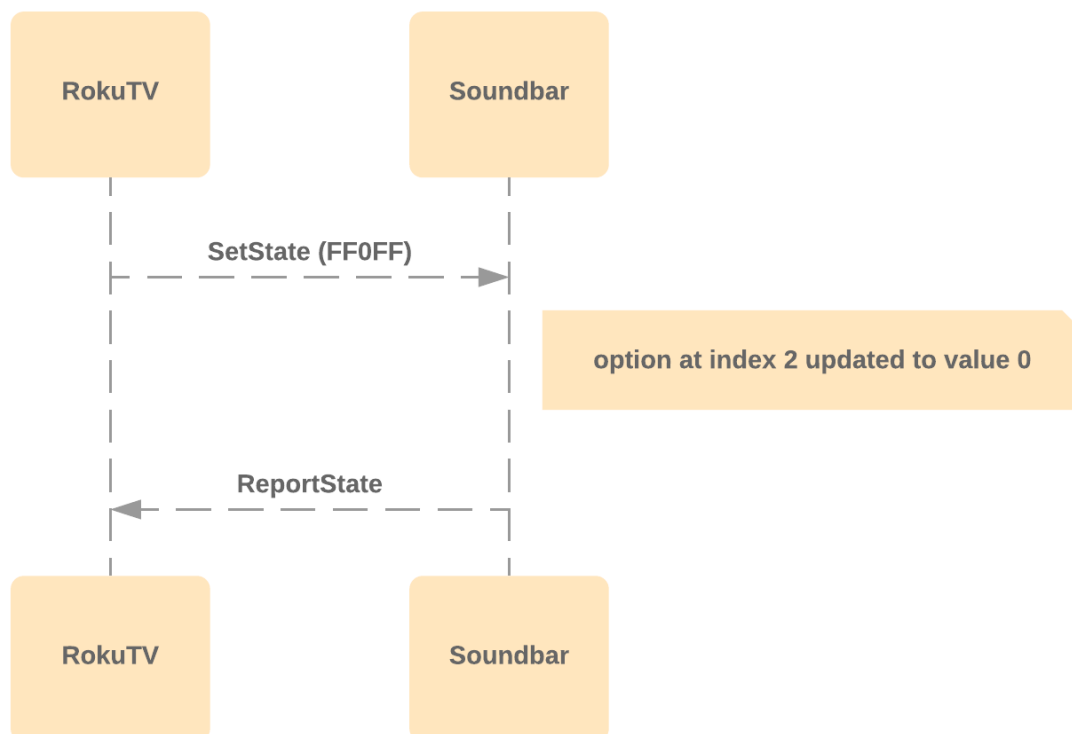 RokuTV
Soundbar
SetState (FF0FF)
option at index 2 updated to value 0
ReportState
RokuTV
Soundbar